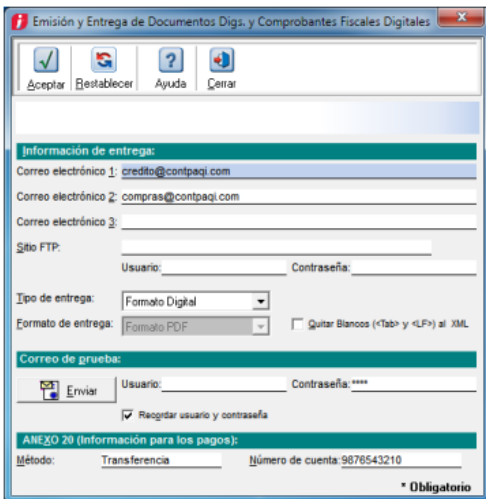 Emisión y Entrega de Documentos Digs. y Comprobantes Fiscales Digitales
Aceptar Restablecer Ayuda Cerrar
Información de entrega:
Correo electrónico 1: credito@contpaqi.com
Correo electrónico 2: compras@contpaqi.com
Correo electrónico 3:
Sitio FTP:
Usuario: Contraseña:
Tipo de entrega: Formato Digital
Formato de entrega: Formato PDF Quitar Blancos (<Tab> y <LF>) al XML
Correo de prueba:
Enviar Usuario: Contraseña: ****
Recordar usuario y contraseña
ANEXO 20 (Información para los pagos):
Método: Transferencia Número de cuenta: 9876543210
* Obligatorio